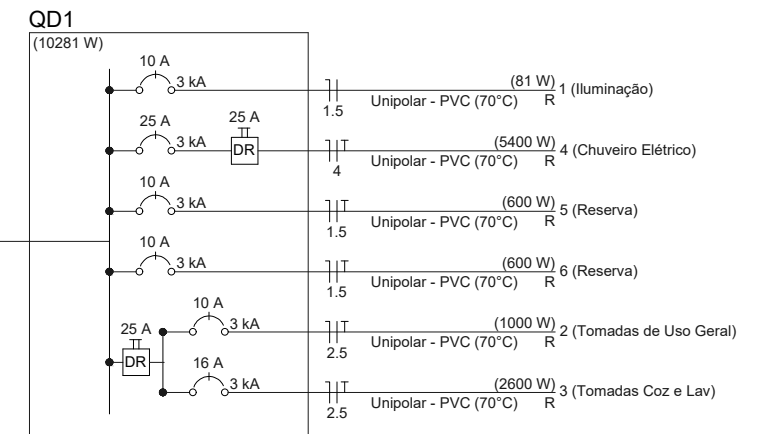 QD1
(10281 W)
10 A
3 kA
1.5
Unipolar - PVC (70°C)
(81 W)
R
1 (Iluminação)
25 A
3 kA
25 A
DR
4
Unipolar - PVC (70°C)
(5400 W)
R
4 (Chuveiro Elétrico)
10 A
3 kA
1.5
Unipolar - PVC (70°C)
(600 W)
R
5 (Reserva)
10 A
3 kA
1.5
Unipolar - PVC (70°C)
(600 W)
R
6 (Reserva)
25 A
DR
10 A
3 kA
2.5
Unipolar - PVC (70°C)
(1000 W)
R
2 (Tomadas de Uso Geral)
16 A
3 kA
2.5
Unipolar - PVC (70°C)
(2600 W)
R
3 (Tomadas Coz e Lav)